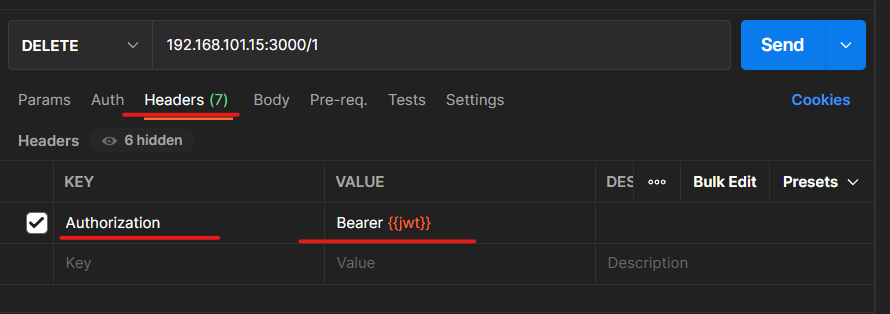 DELETE 192.168.101.15:3000/1 Send
Params Auth Headers (7) Body Pre-req. Tests Settings Cookies
Headers 6 hidden
KEY VALUE DES ooo Bulk Edit Presets
Authorization Bearer {{jwt}}
Key Value Description